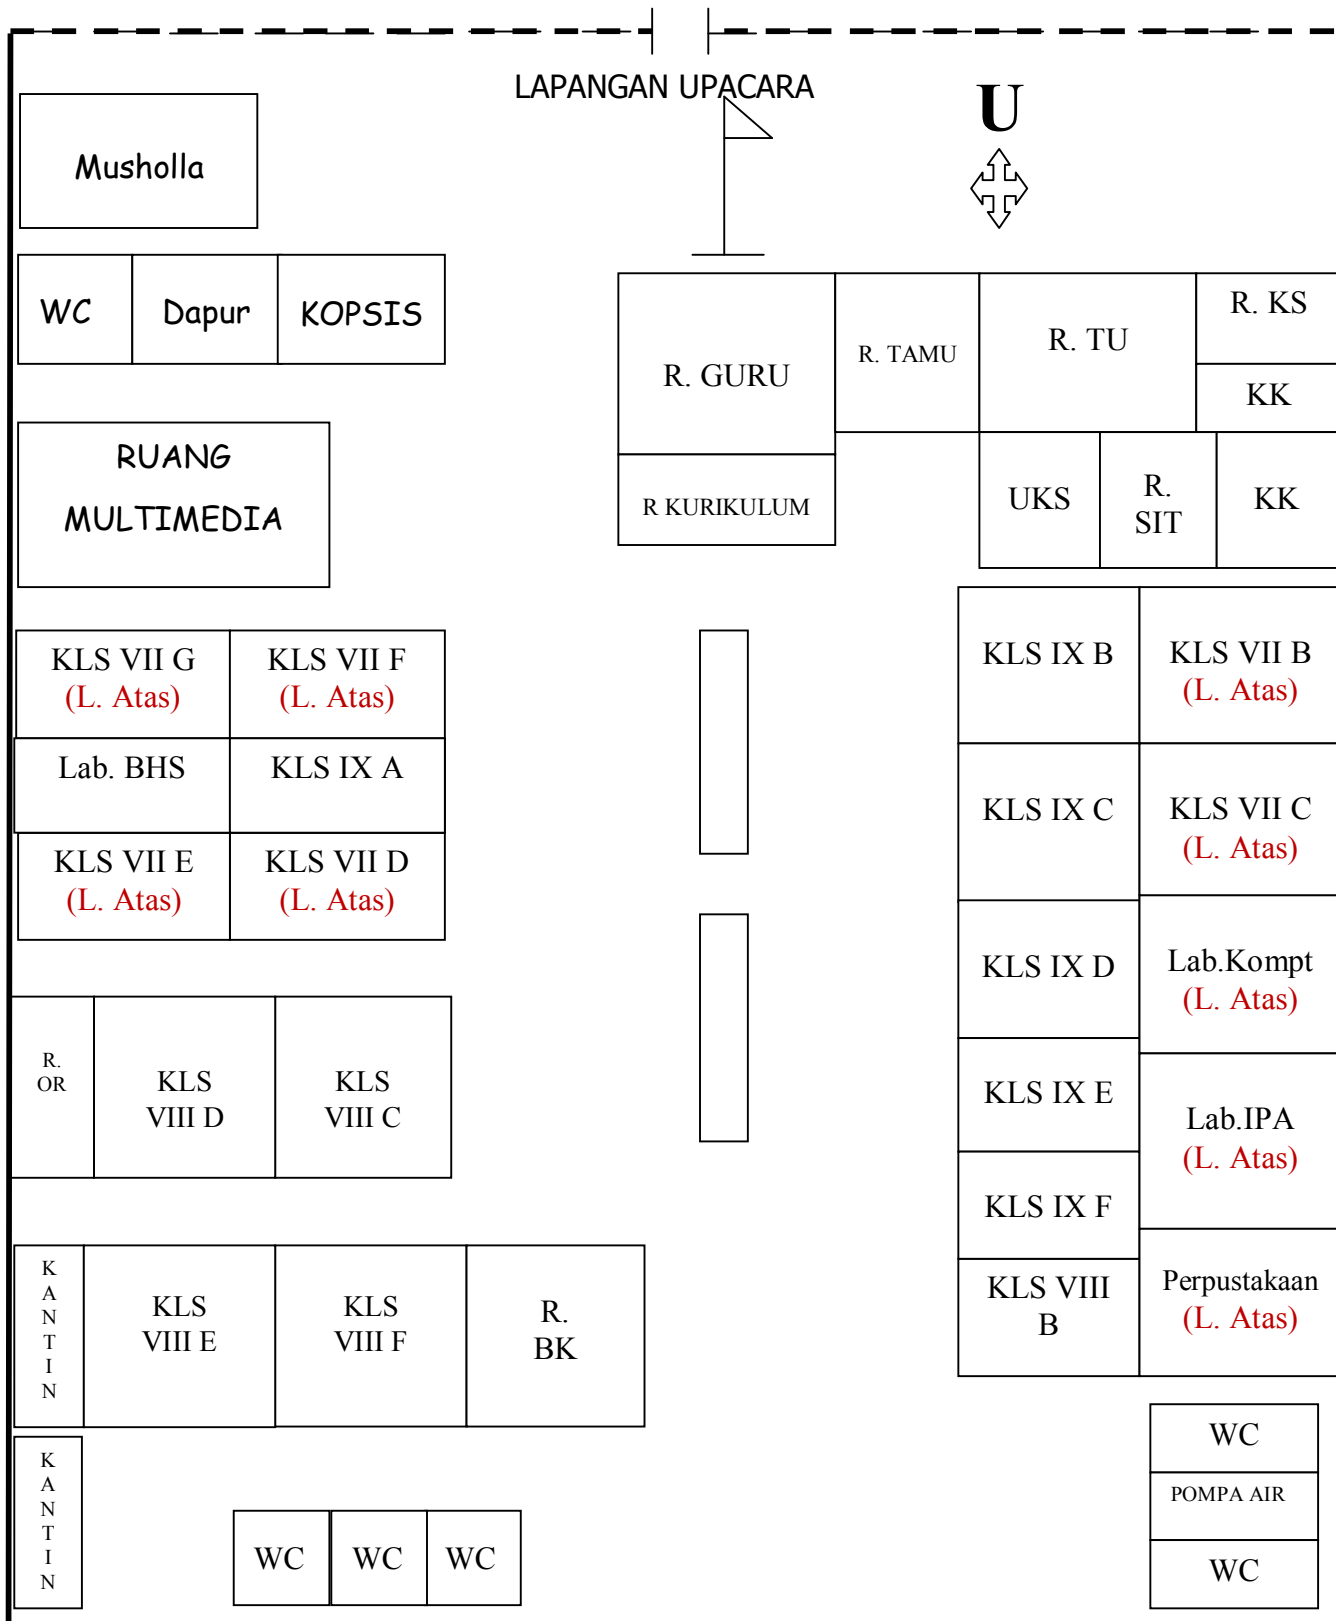 LAPANGAN UPACARA
U
Musholla
WC
Dapur
KOPSIS
R. GURU
R. TAMU
R. TU
R. KS
KK
R KURIKULUM
UKS
R.
SIT
KK
RUANG
MULTIMEDIA
KLS VII G
(L. Atas)
KLS VII F
(L. Atas)
Lab. BHS
KLS IX A
KLS VII E
(L. Atas)
KLS VII D
(L. Atas)
KLS IX B
KLS VII B
(L. Atas)
KLS IX C
KLS VII C
(L. Atas)
KLS IX D
Lab.Kompt
(L. Atas)
KLS IX E
Lab.IPA
(L. Atas)
KLS IX F
KLS VIII
B
Perpustakaan
(L. Atas)
R.
OR
KLS
VIII D
KLS
VIII C
K
A
N
T
I
N
KLS
VIII E
KLS
VIII F
R.
BK
K
A
N
T
I
N
WC
WC
WC
WC
POMPA AIR
WC